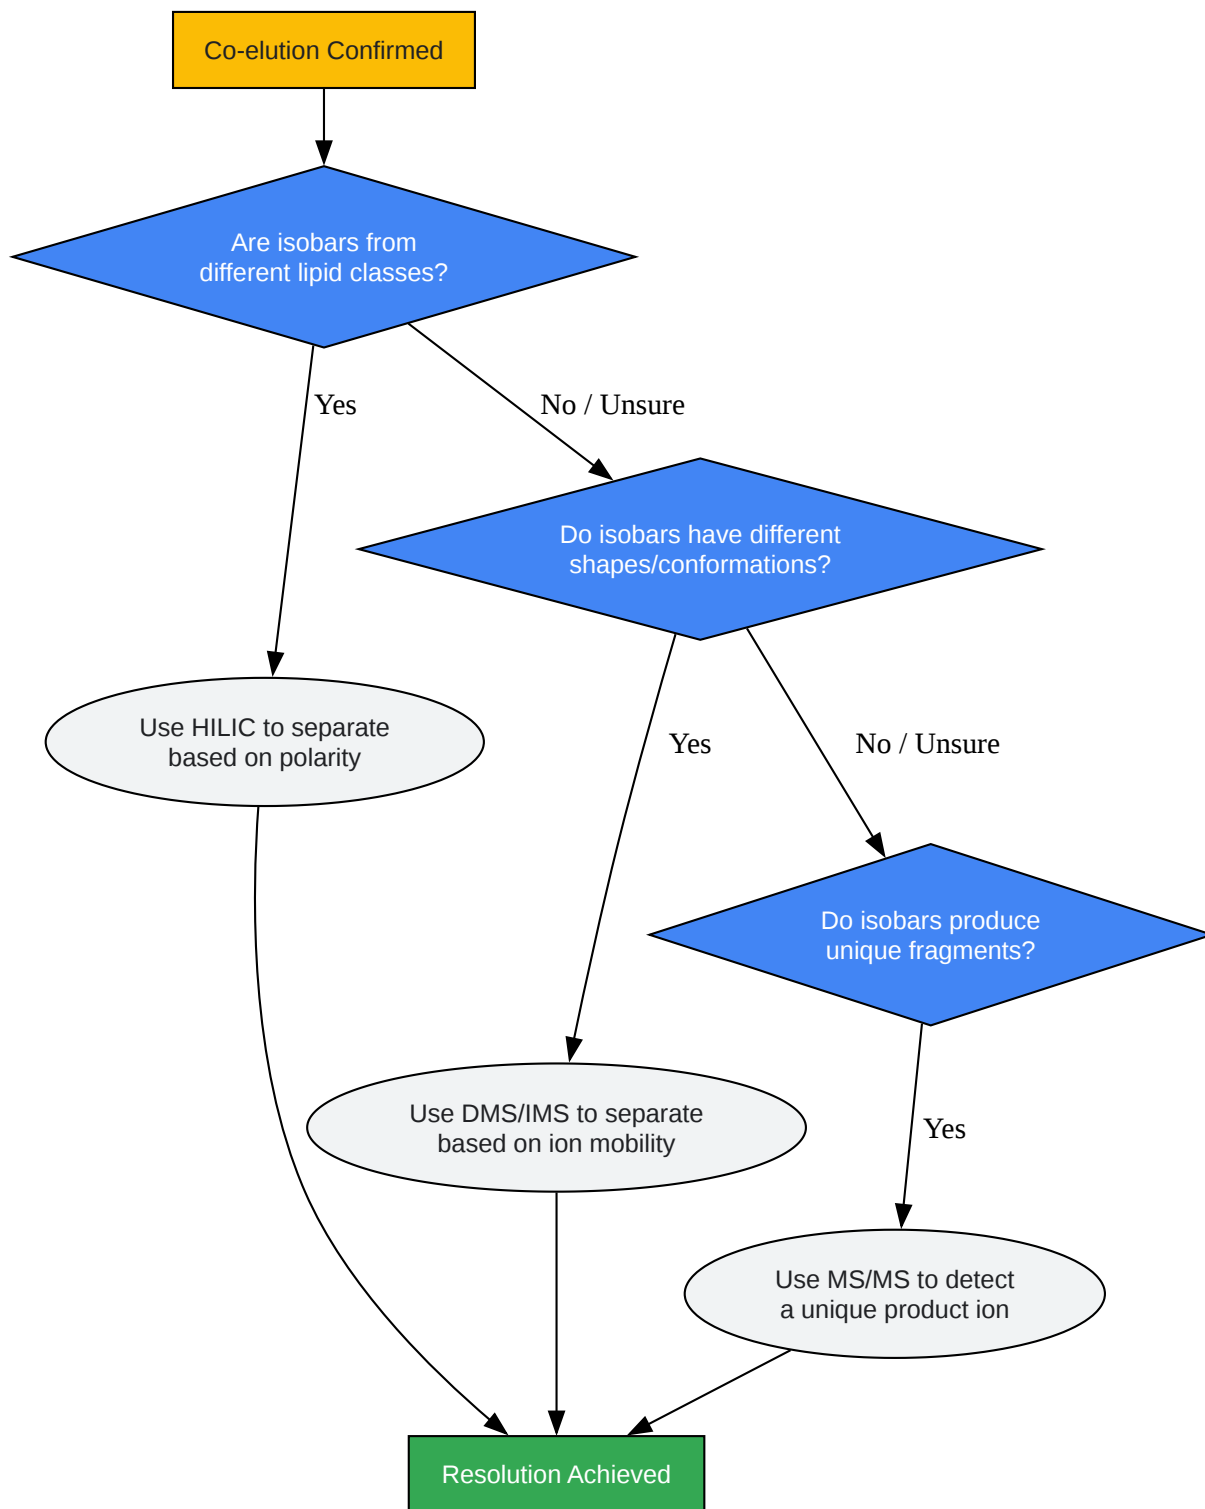 Co-elution Confirmed
Are isobars from
different lipid classes?
Yes
No / Unsure
Do isobars have different
shapes/conformations?
Use HILIC to separate
based on polarity
Yes
No / Unsure
Do isobars produce
unique fragments?
Use DMS/IMS to separate
based on ion mobility
Yes
Use MS/MS to detect
a unique product ion
Resolution Achieved